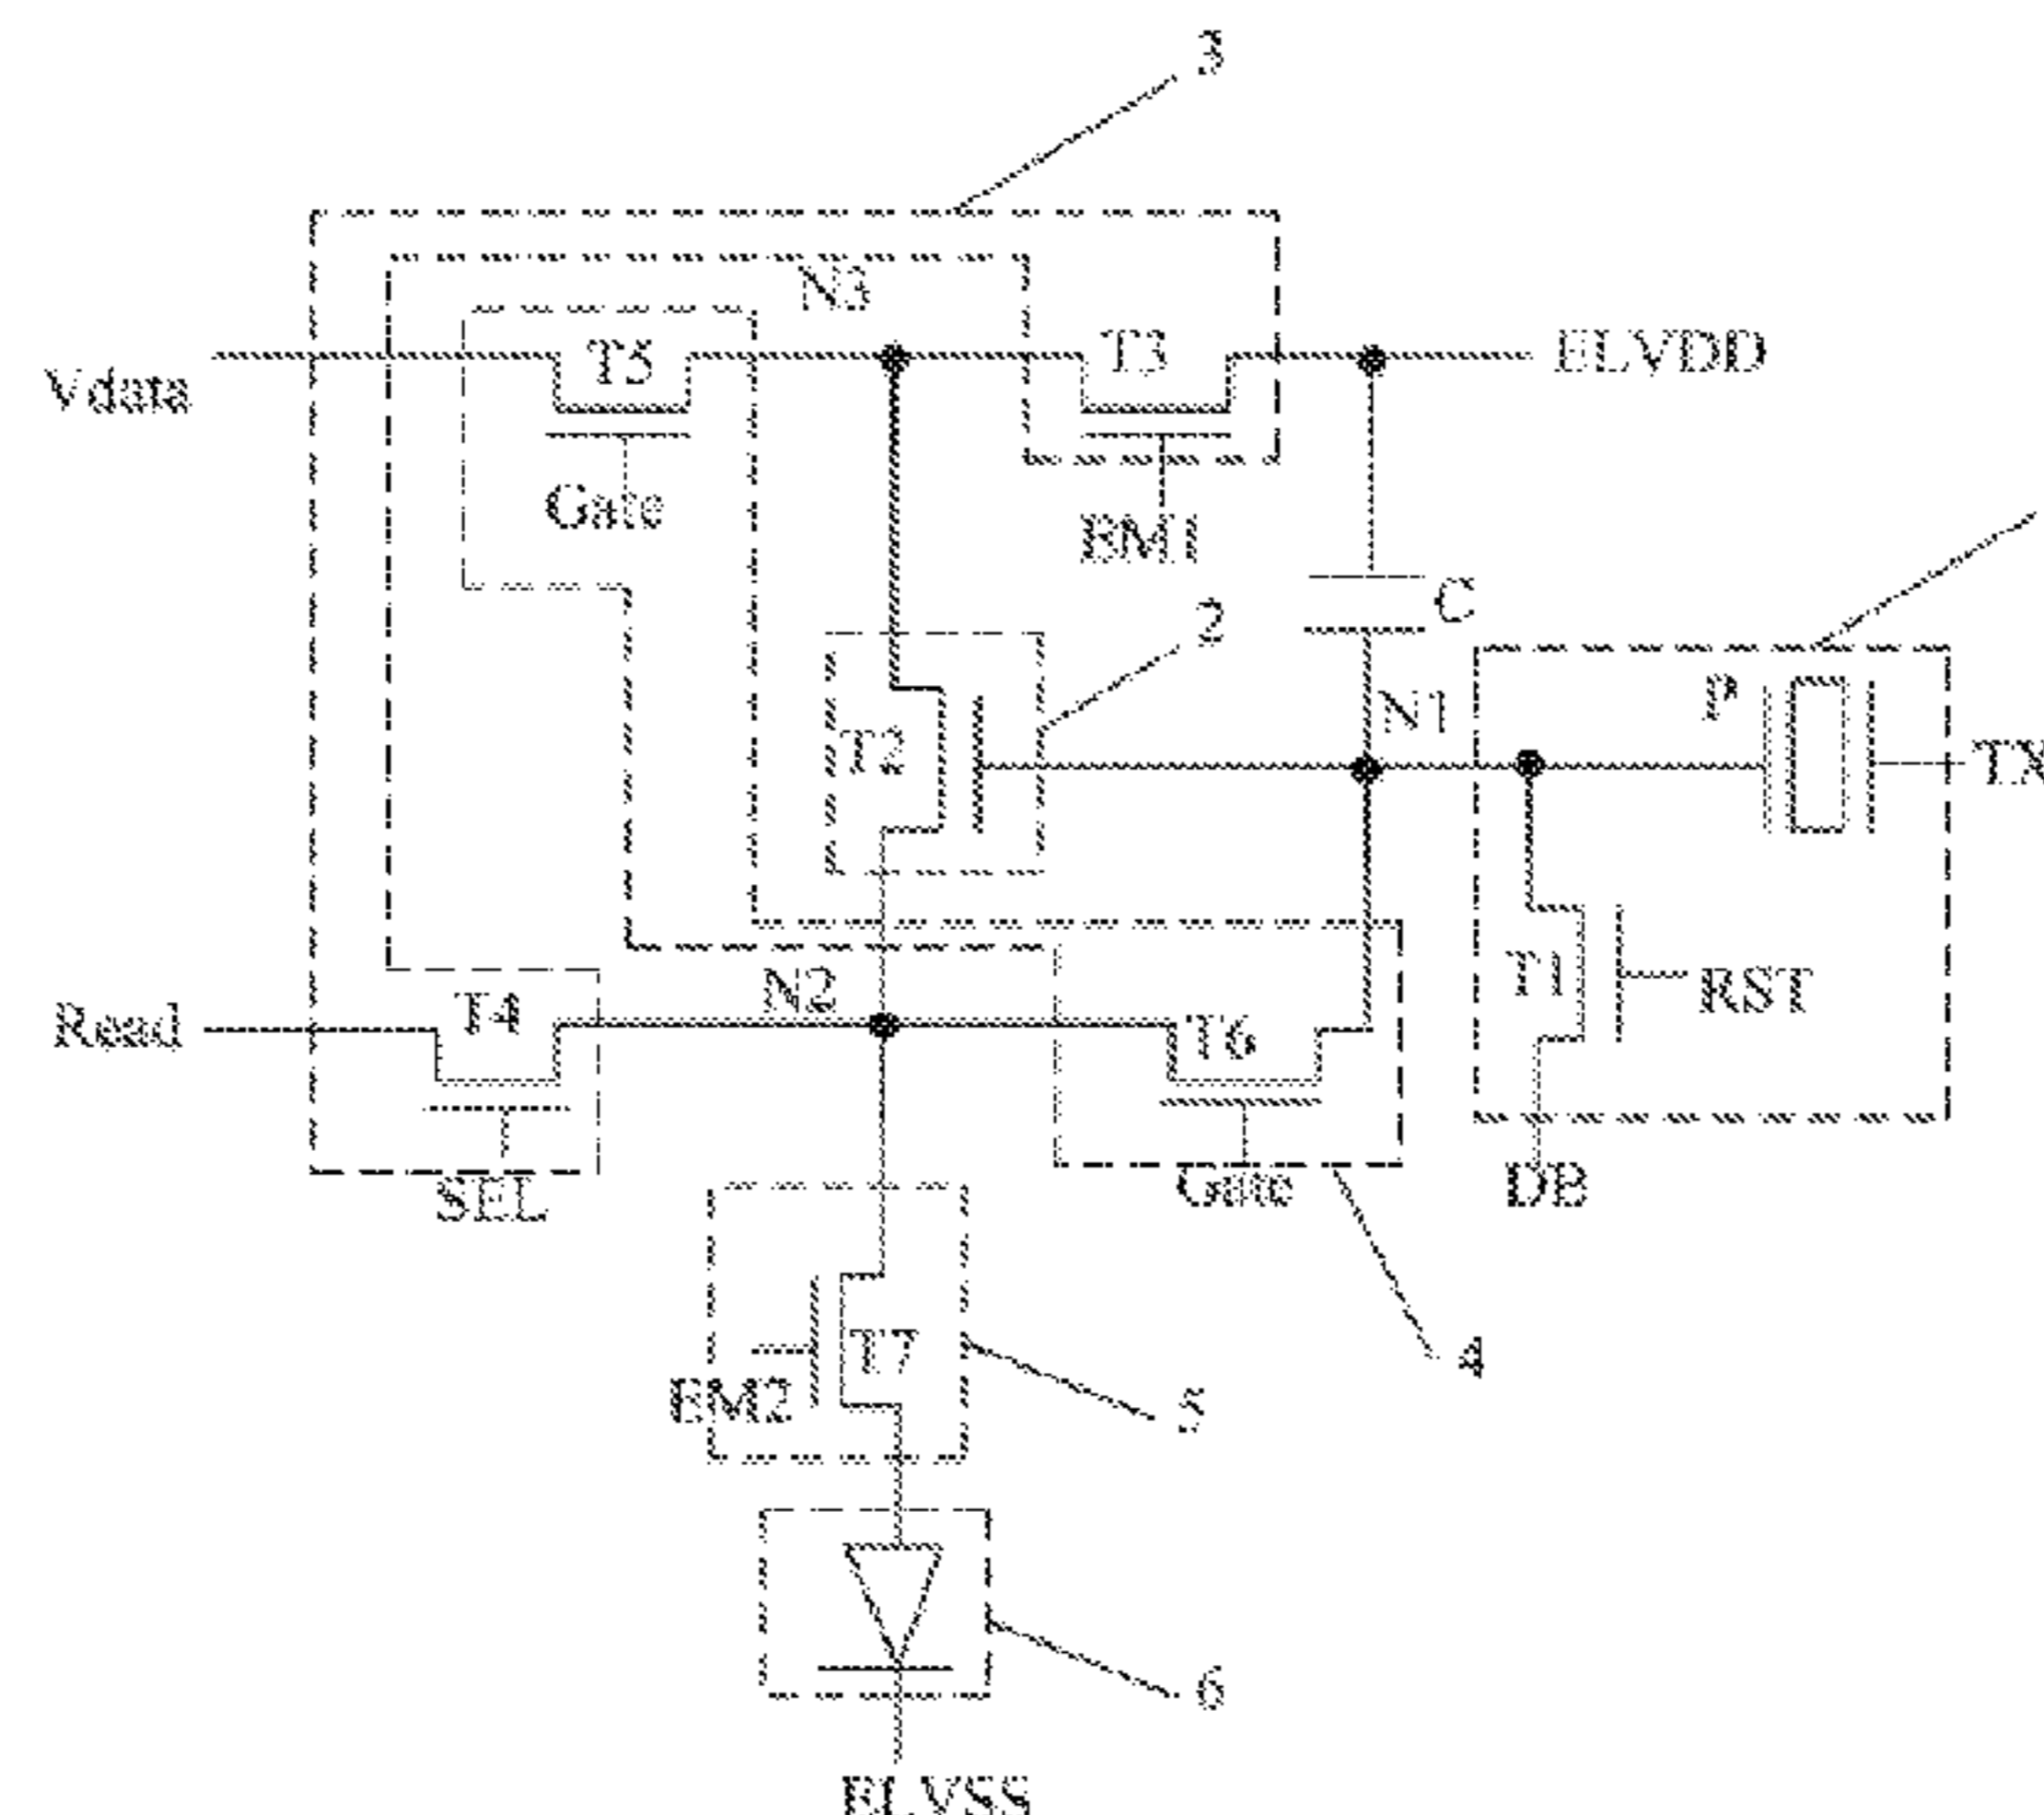 3
N3
T5
T3
ELVDD
Vdata
Gate
EM1
C
2
P
N1
T2
TX
T1
RST
N2
T4
T6
Read
SEL
Gate
DB
T7
4
EM2
5
6
ELVSS